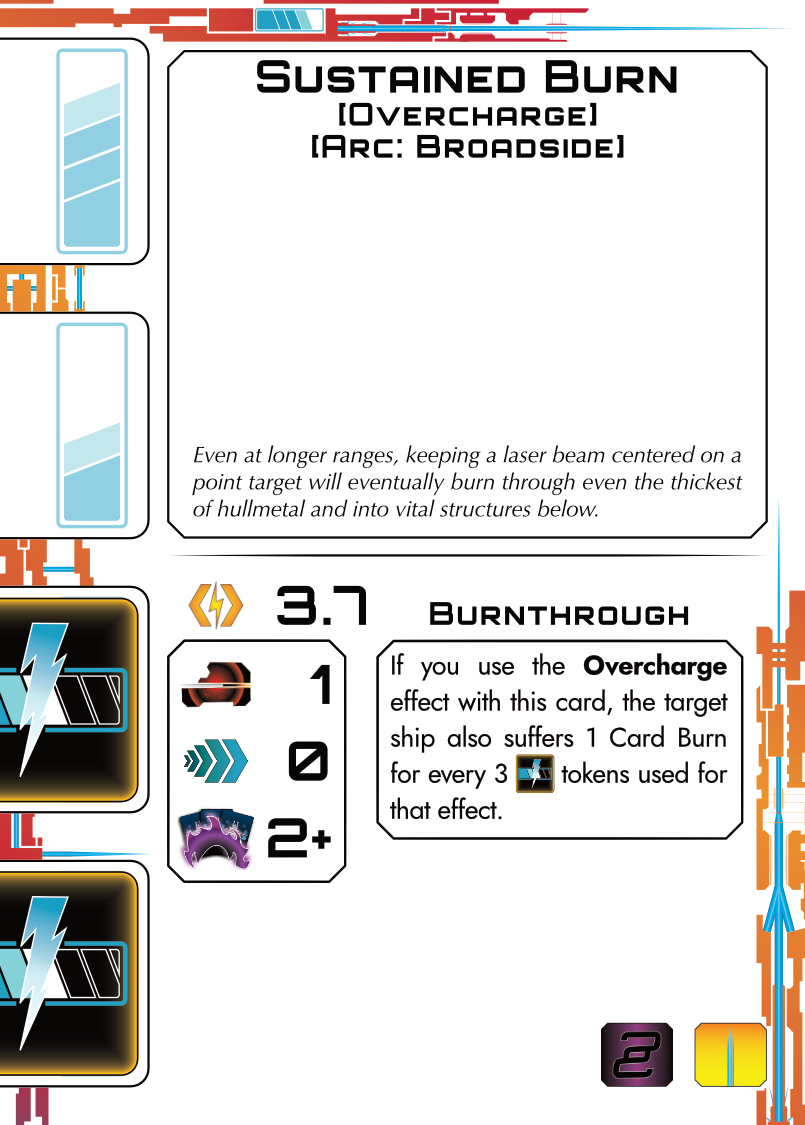 Sustained Burn
[Overcharge]
[Arc: Broadside]
Even at longer ranges, keeping a laser beam centered on a
point target will eventually burn through even the thickest
of hullmetal and into vital structures below.
3.7
Burnthrough
1
0
2+
If you use the Overcharge
effect with this card, the target
ship also suffers 1 Card Burn
for every 3 tokens used for
that effect.
2